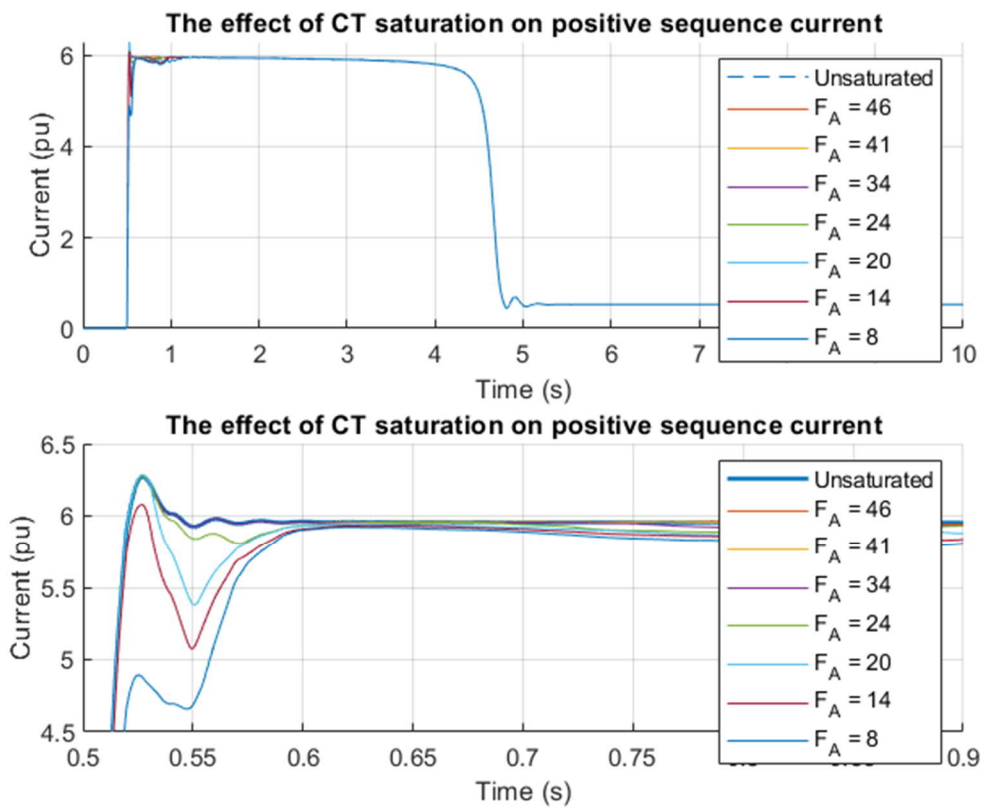 The effect of CT saturation on positive sequence current
Current (pu)
6
4
2
0
0 1 2 3 4 5 6 7 10
Time (s)
Unsaturated
F_A = 46
F_A = 41
F_A = 34
F_A = 24
F_A = 20
F_A = 14
F_A = 8
The effect of CT saturation on positive sequence current
Current (pu)
6.5
6
5.5
5
4.5
0.5 0.55 0.6 0.65 0.7 0.75 0.9
Time (s)
Unsaturated
F_A = 46
F_A = 41
F_A = 34
F_A = 24
F_A = 20
F_A = 14
F_A = 8